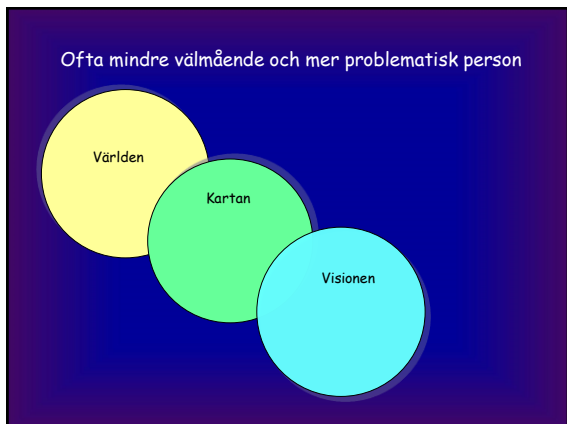 Ofta mindre välmående och mer problematisk person
Världen
Kartan
Visionen